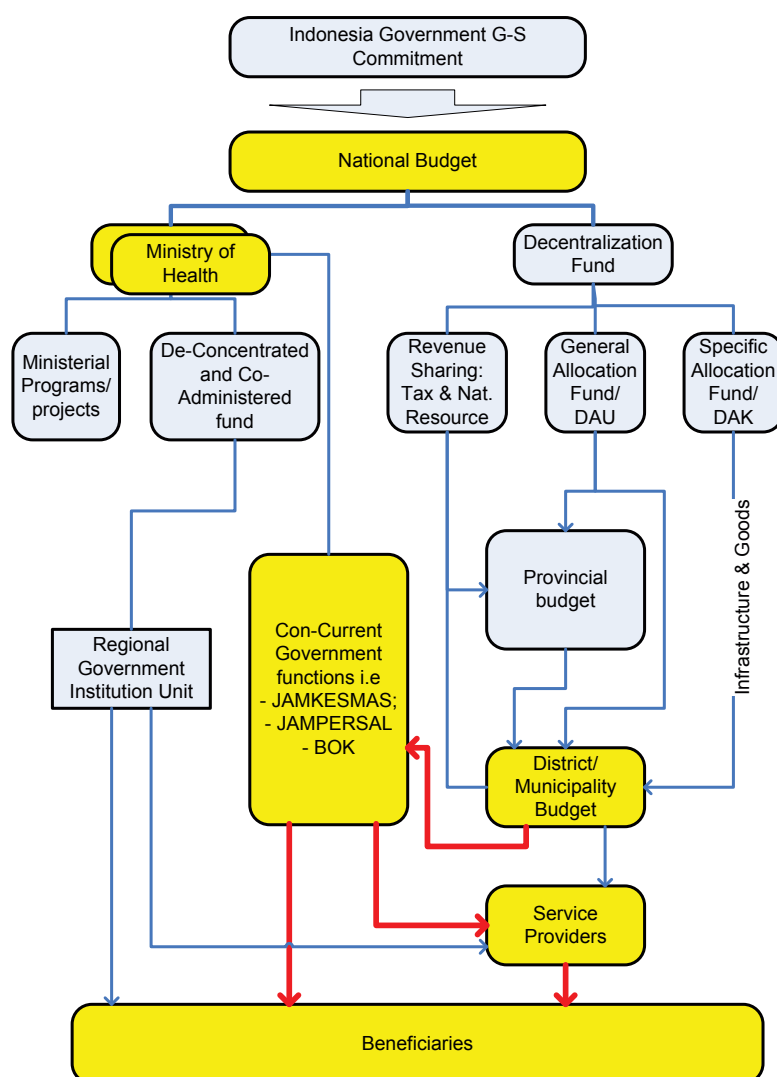 Indonesia Government G-S
Commitment
National Budget
Ministry of
Health
Decentralization
Fund
Ministerial
Programs/
projects
De-Concentrated
and Co-
Administered
fund
Revenue
Sharing:
Tax & Nat.
Resource
General
Allocation
Fund/
DAU
Specific
Allocation
Fund/
DAK
Infrastructure & Goods
Provincial
budget
Con-Current
Government
functions i.e
- JAMKESMAS;
- JAMPERSAL
- BOK
Regional
Government
Institution Unit
District/
Municipality
Budget
Service
Providers
Beneficiaries